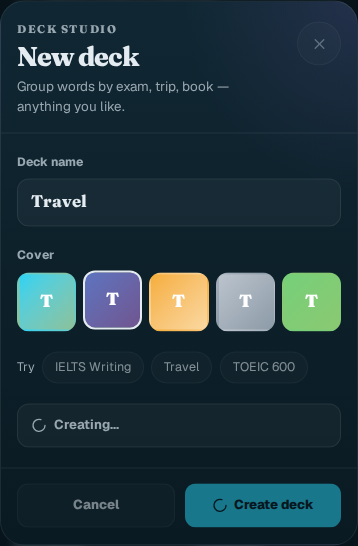 DECK STUDIO
New deck
Group words by exam, trip, book —
anything you like.
Deck name
Travel
Cover
T T T T T
Try IELTS Writing Travel TOEIC 600
Creating...
Cancel Create deck